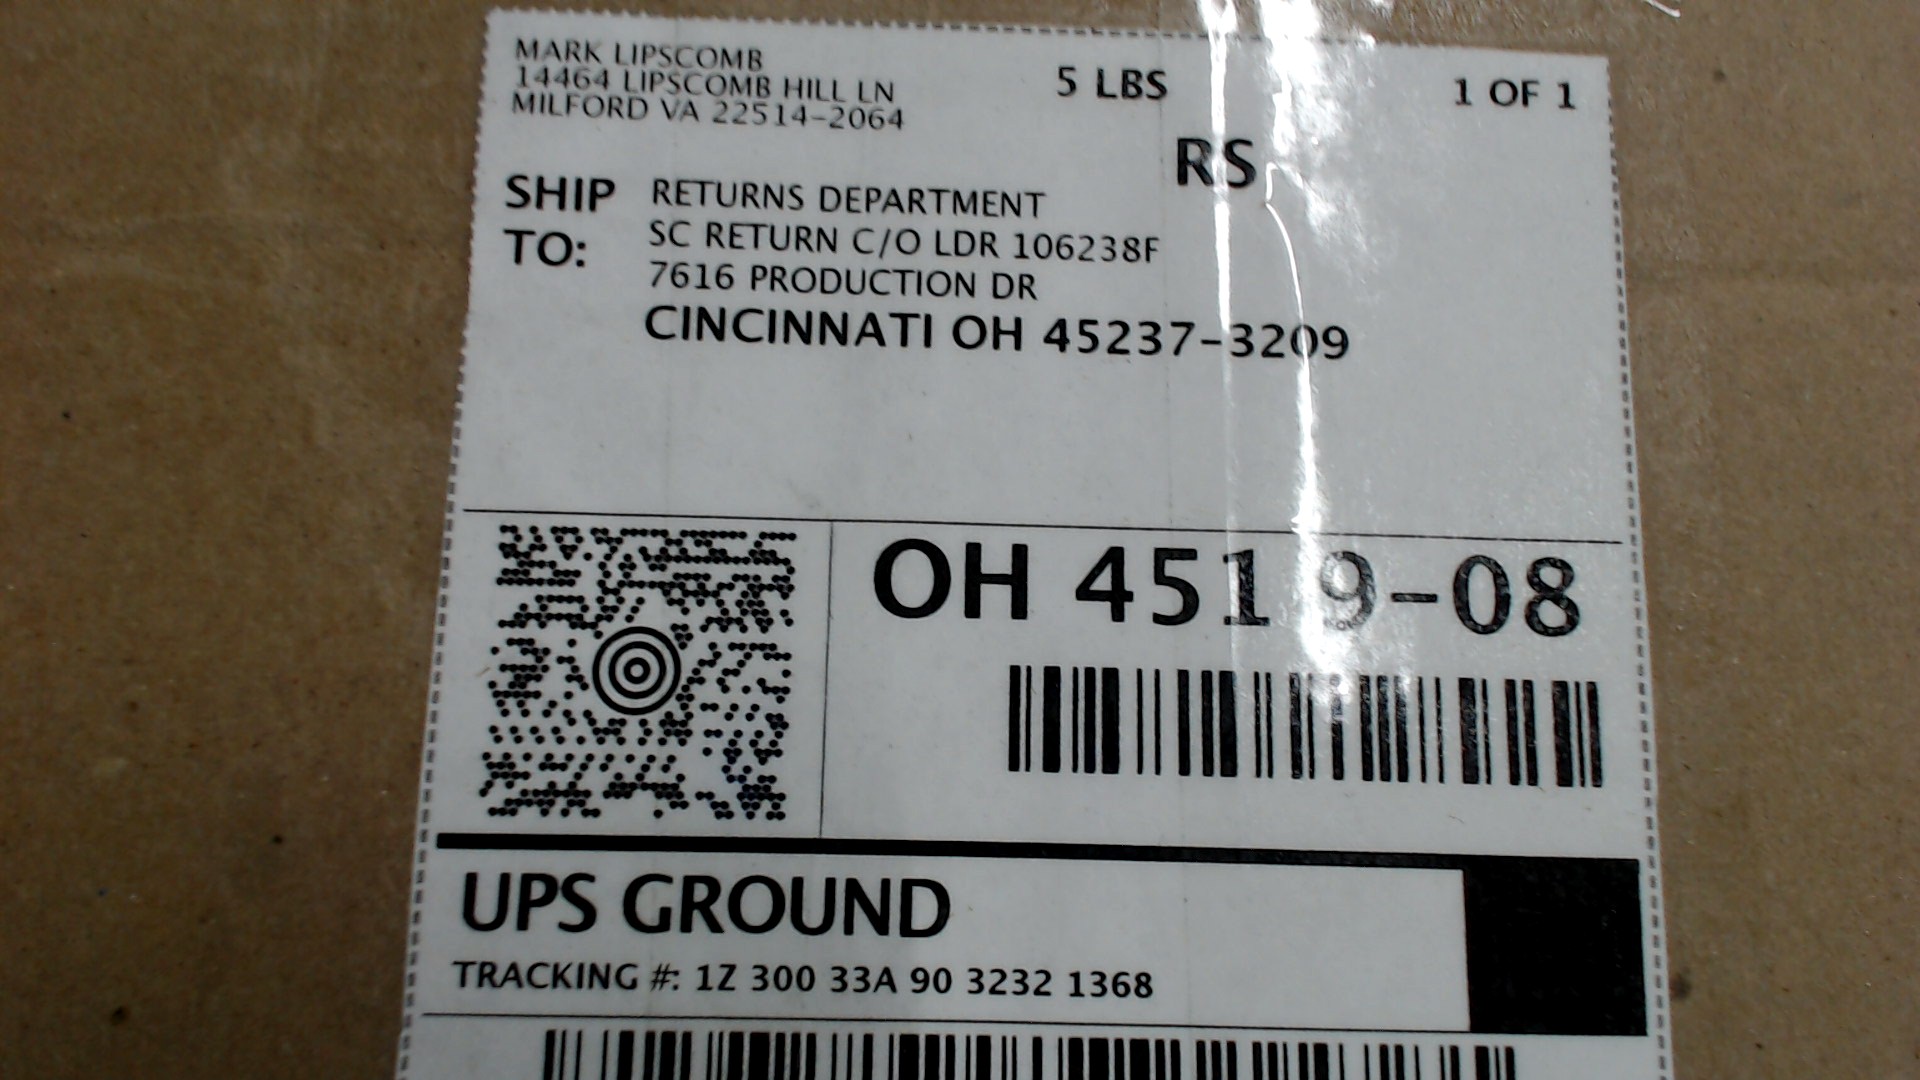 MARK LIPSCOMB
14464 LIPSCOMB HILL LN
MILFORD VA 22514-2064
5 LBS
1 OF 1
RS
SHIP TO:
RETURNS DEPARTMENT
SC RETURN C/O LDR 106238F
7616 PRODUCTION DR
CINCINNATI OH 45237-3209
OH 451 9-08
UPS GROUND
TRACKING #: 1Z 300 33A 90 3232 1368